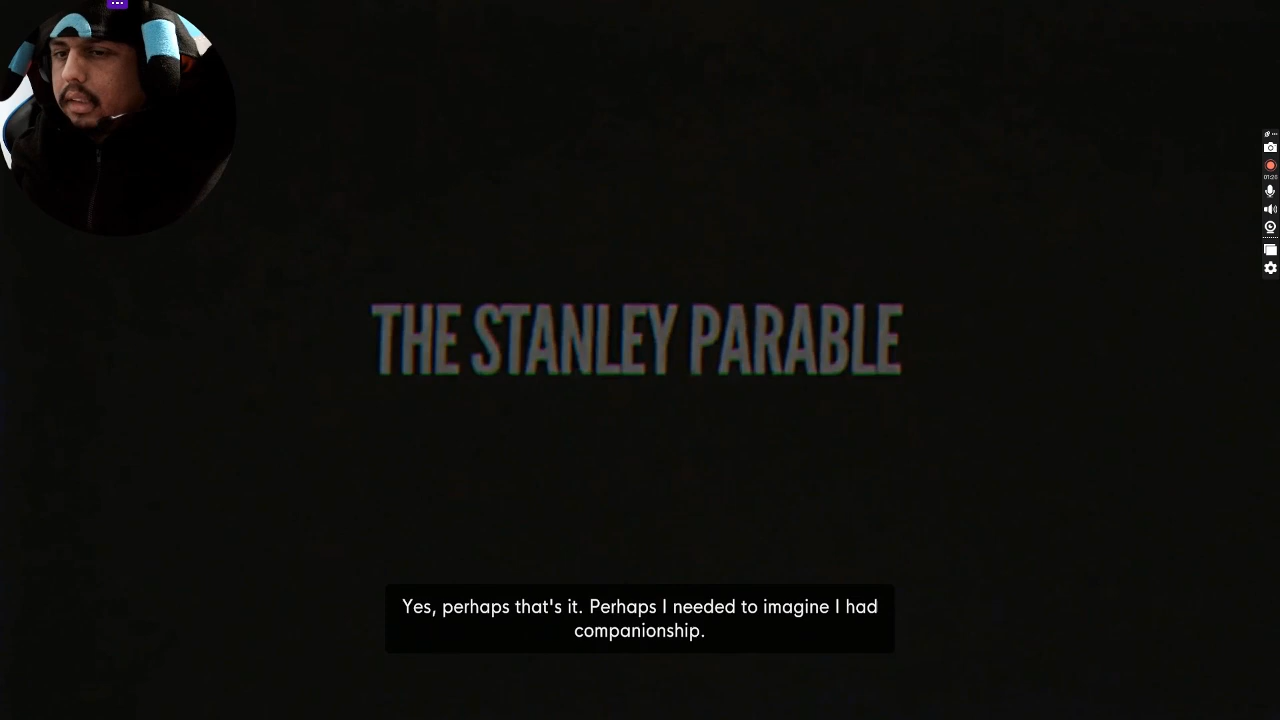 THE STANLEY PARABLE
Yes, perhaps that's it. Perhaps I needed to imagine I had
companionship.